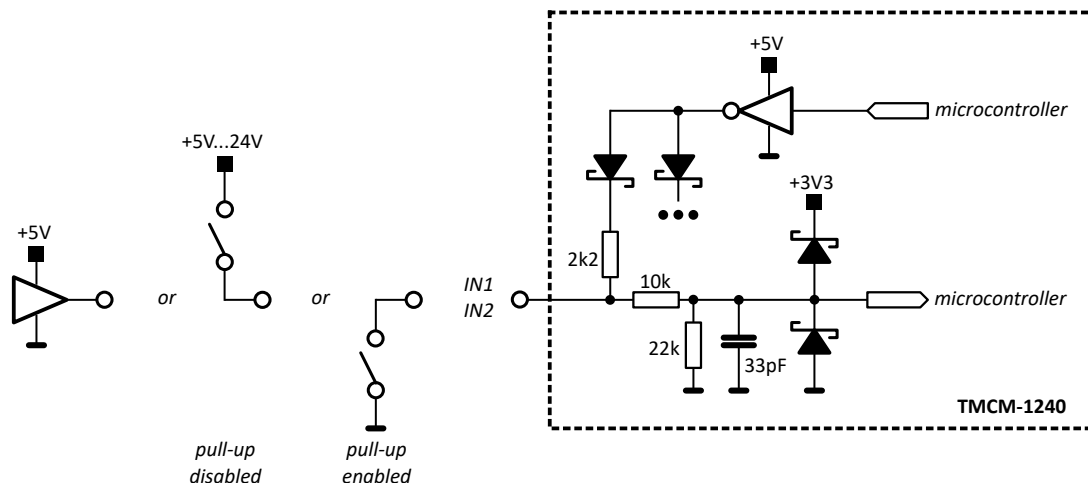 +5V
microcontroller
+5V...24V
+3V3
+5V
2k2
10k
or
or
IN1
IN2
microcontroller
22k
33pF
TMCM-1240
pull-up
disabled
pull-up
enabled